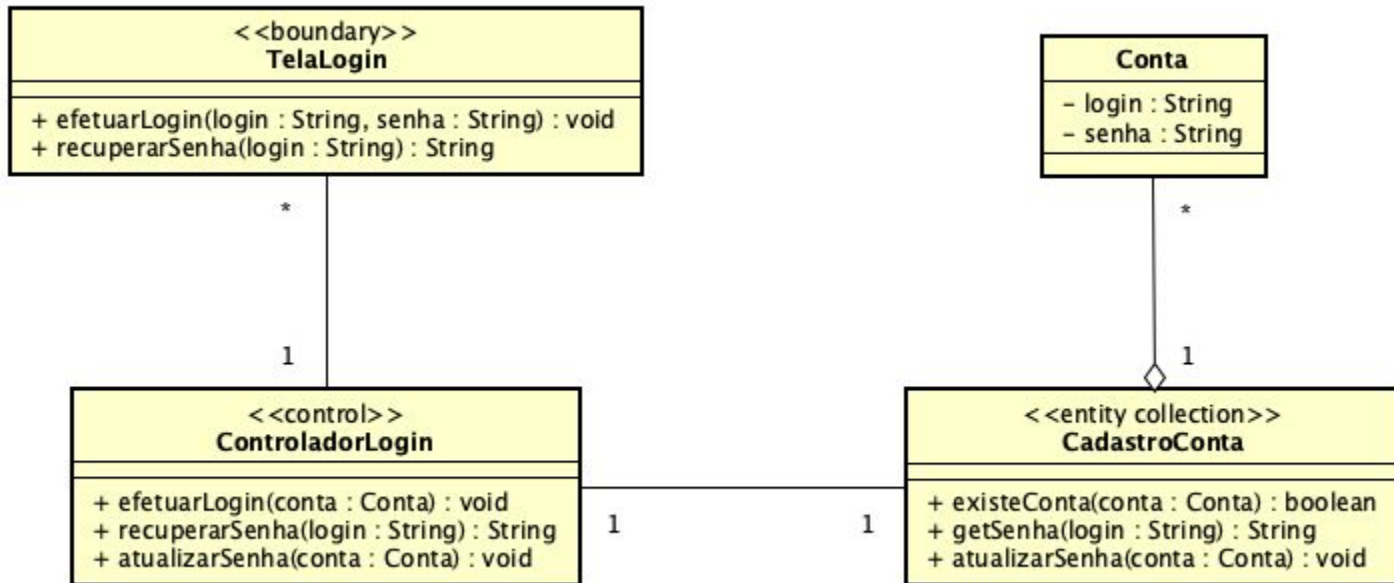 <<boundary>>
TelaLogin
+ efetuarLogin(login : String, senha : String) : void
+ recuperarSenha(login : String) : String
Conta
- login : String
- senha : String
*
*
1
1
<<control>>
ControladorLogin
+ efetuarLogin(conta : Conta) : void
+ recuperarSenha(login : String) : String
+ atualizarSenha(conta : Conta) : void
1
1
<<entity collection>>
CadastroConta
+ existeConta(conta : Conta) : boolean
+ getSenha(login : String) : String
+ atualizarSenha(conta : Conta) : void